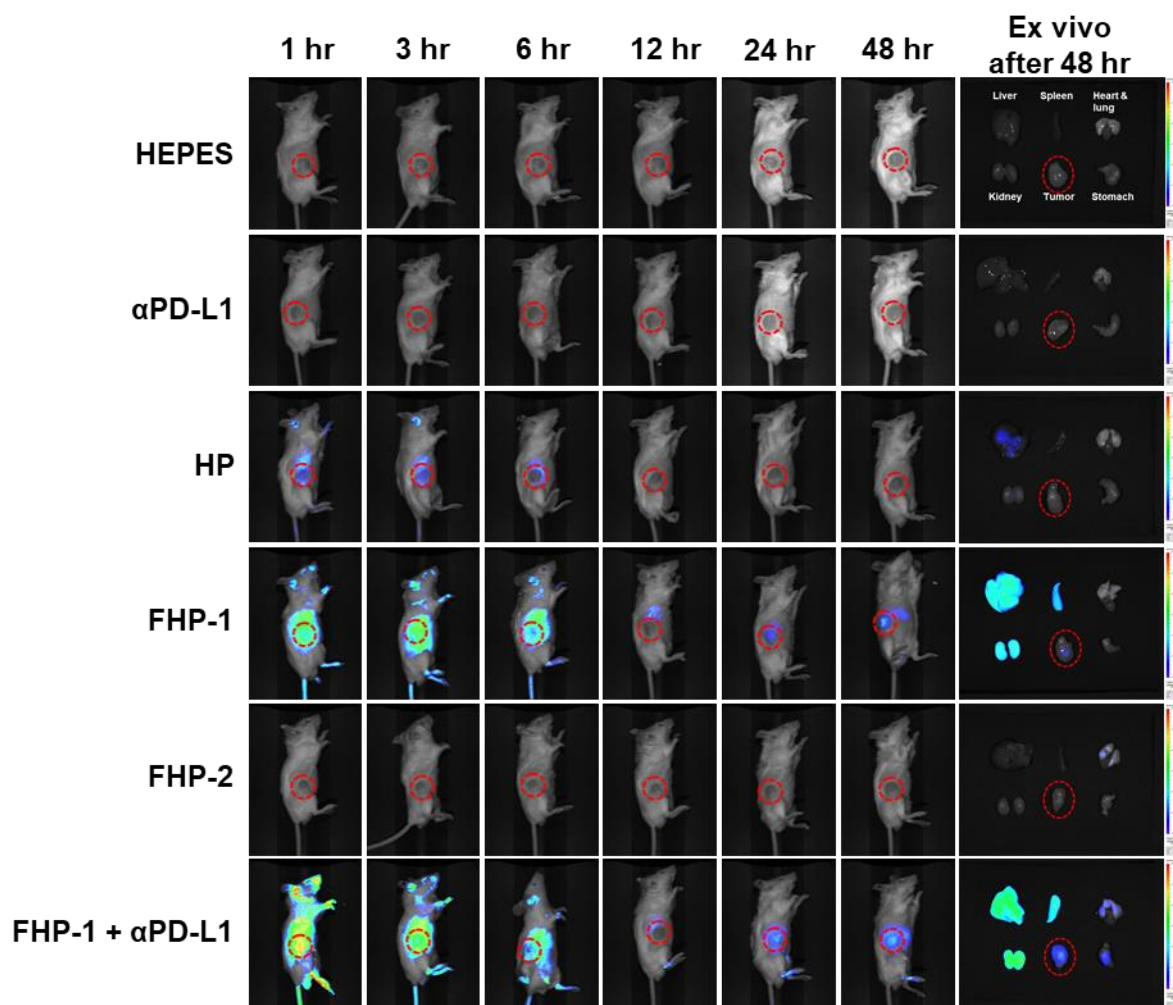 1 hr 3 hr 6 hr 12 hr 24 hr 48 hr Ex vivo
after 48 hr
HEPES
Liver Spleen Heart &
lung
Kidney Tumor Stomach
αPD-L1
HP
FHP-1
FHP-2
FHP-1 + αPD-L1